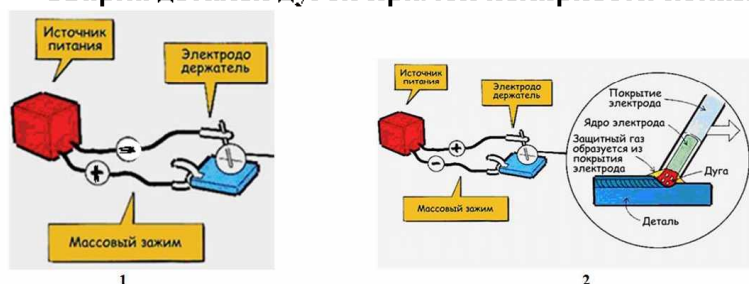 Источник
питания
Электродо
держатель
Массовый зажим
1
Источник
питания
Электродо
держатель
Массовый зажим
Покрытие
электрода
Ядро электрода
Защитный газ
образуется из
покрытия
электрода
Дуга
Деталь
2